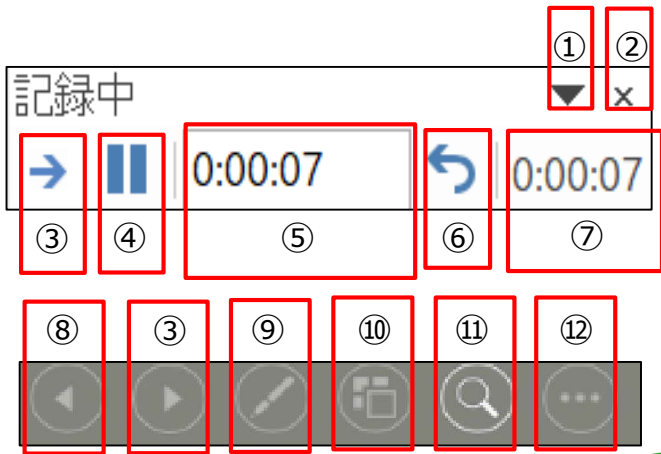 ① ②
記録中 ▼ ×
→ 0:00:07 0:00:07
③ ④ ⑤ ⑥ ⑦
⑧ ③ ⑨ ⑩ ⑪ ⑫